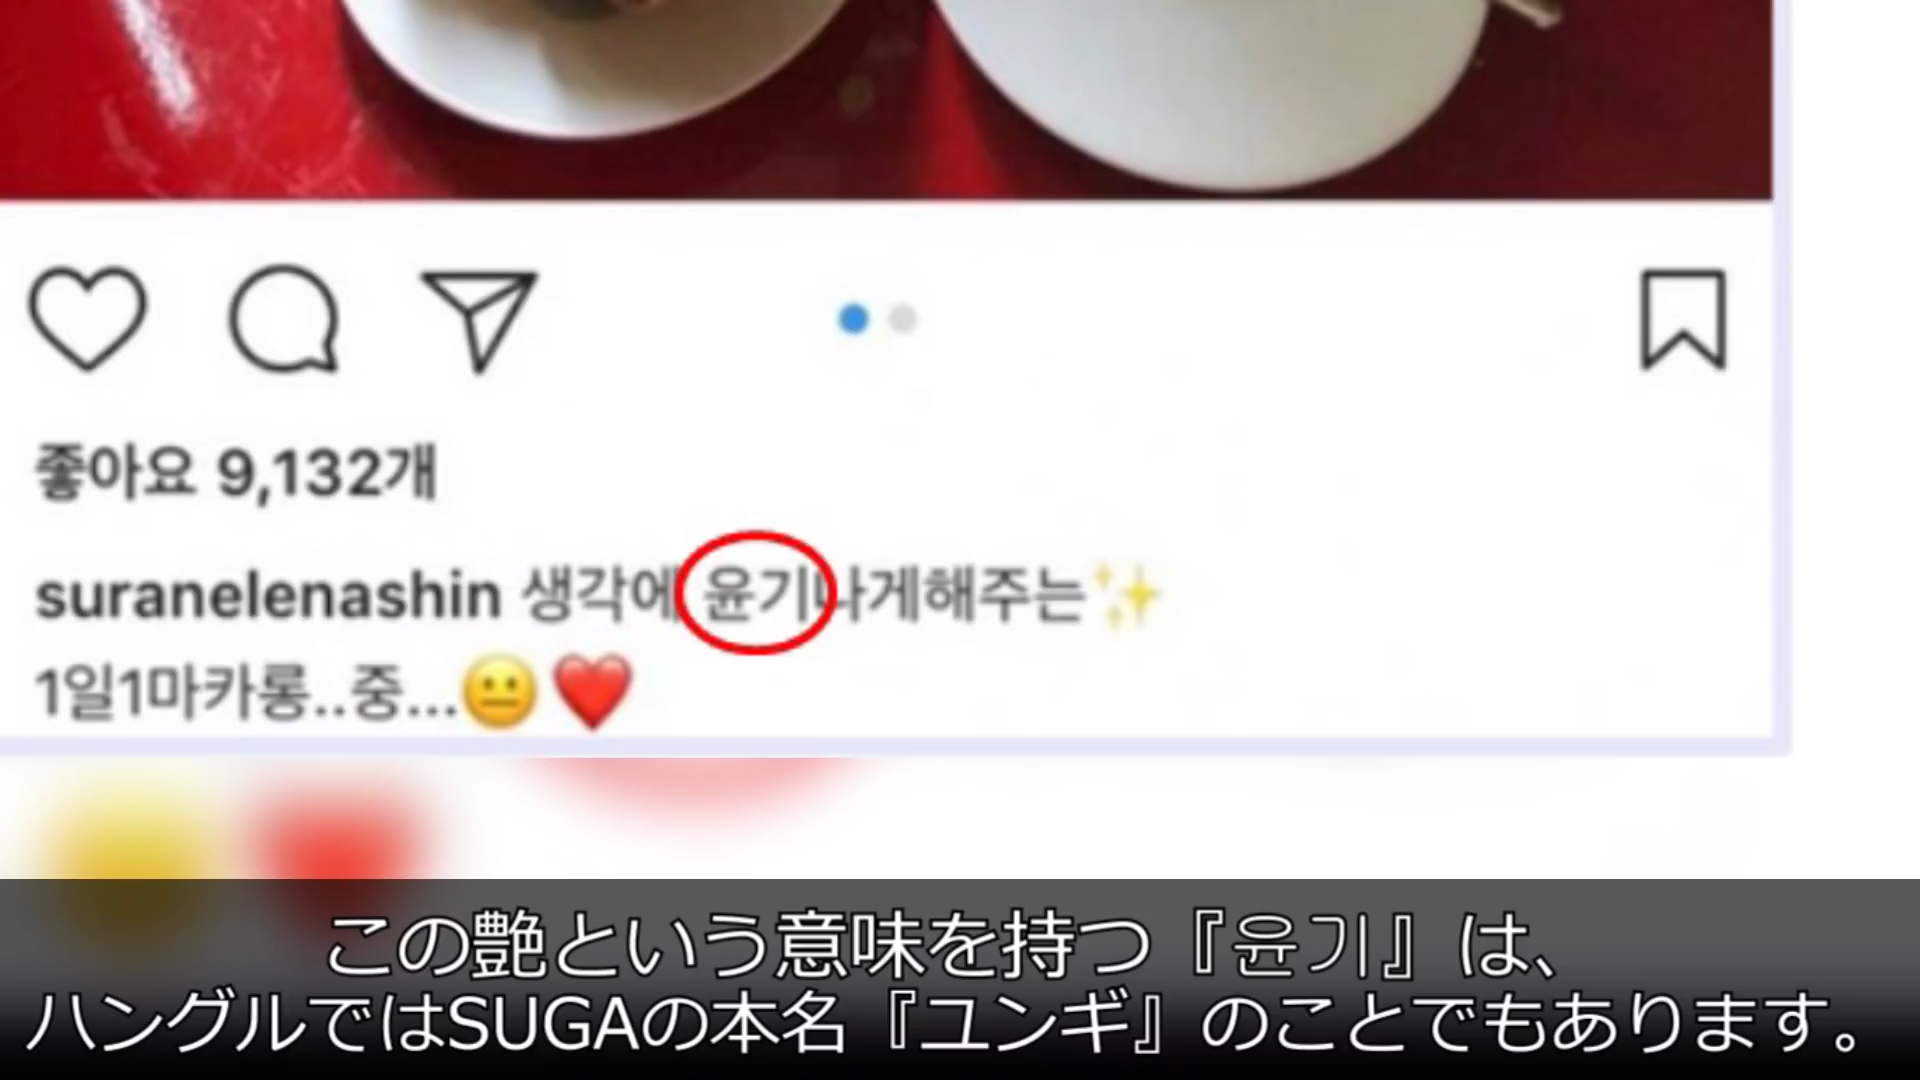 좋아요 9,132개
suranelenashin 생각에 윤기나게해주는✨
1일1마카롱..중...😐❤️
この艶という意味を持つ『윤기』は、
ハングルではSUGAの本名『ユンギ』のことでもあります。